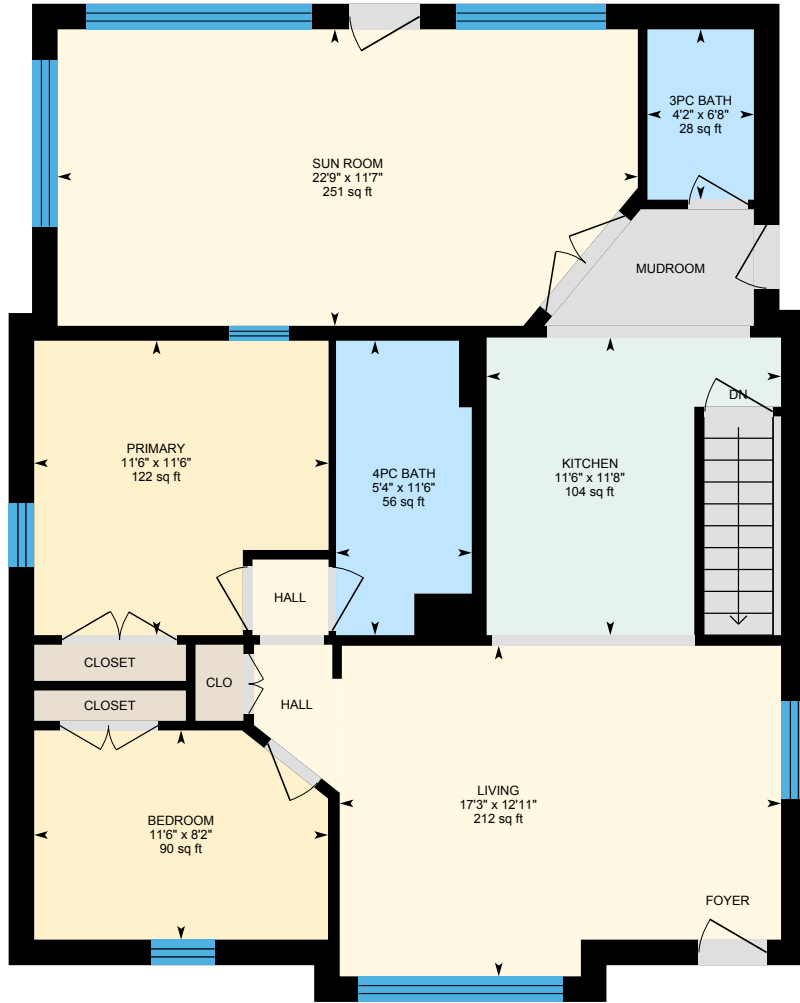 SUN ROOM
22'9" x 11'7"
251 sq ft
3PC BATH
4'2" x 6'8"
28 sq ft
MUDROOM
PRIMARY
11'6" x 11'6"
122 sq ft
4PC BATH
5'4" x 11'6"
56 sq ft
KITCHEN
11'6" x 11'8"
104 sq ft
DN
HALL
CLOSET
CLO
CLOSET
HALL
BEDROOM
11'6" x 8'2"
90 sq ft
LIVING
17'3" x 12'11"
212 sq ft
FOYER